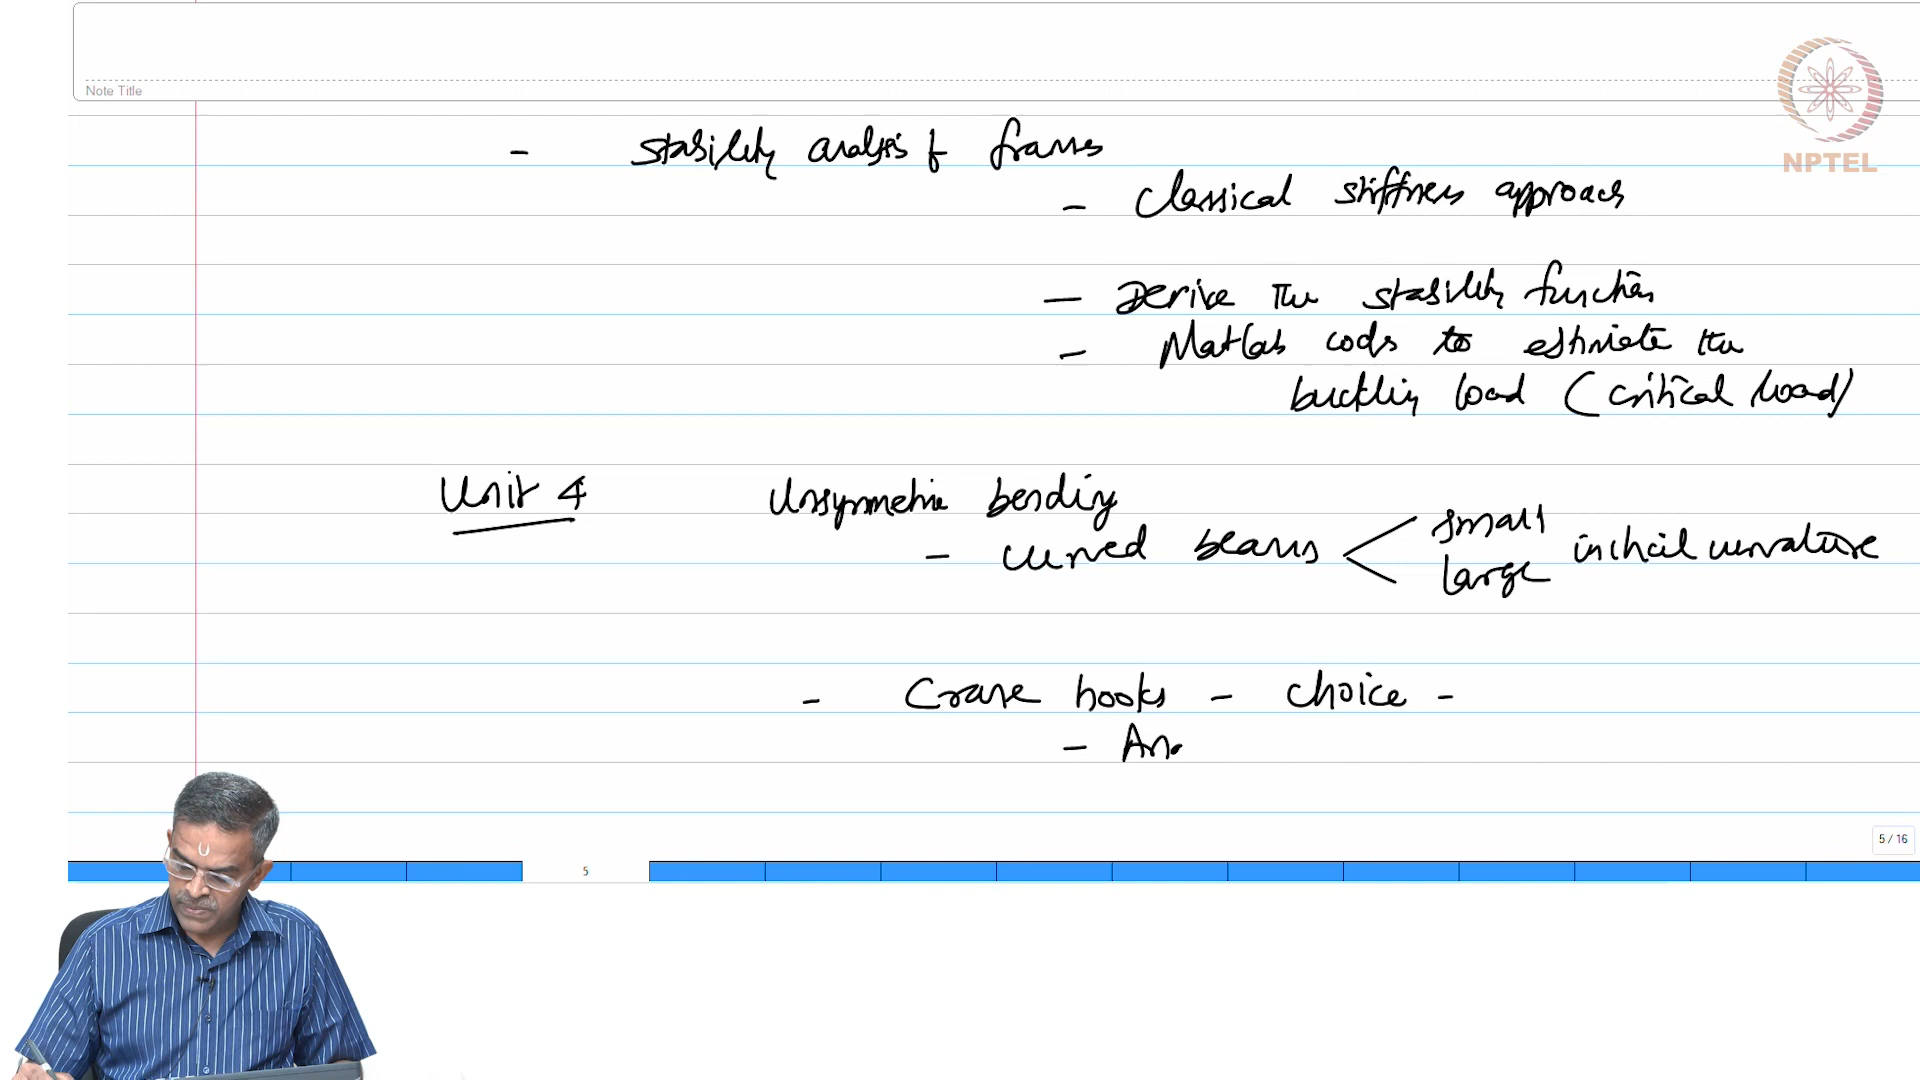 Note Title
NPTEL
- stability analysis of frames
- Classical stiffness approach
- Derive the stability function
- Matlab codes to estimate the
buckling load (critical load)
Unit 4 Unsymmetric bending
- curved beams < small
large initial curvature
- Crane hooks - choice -
- Ana
5 / 16
5